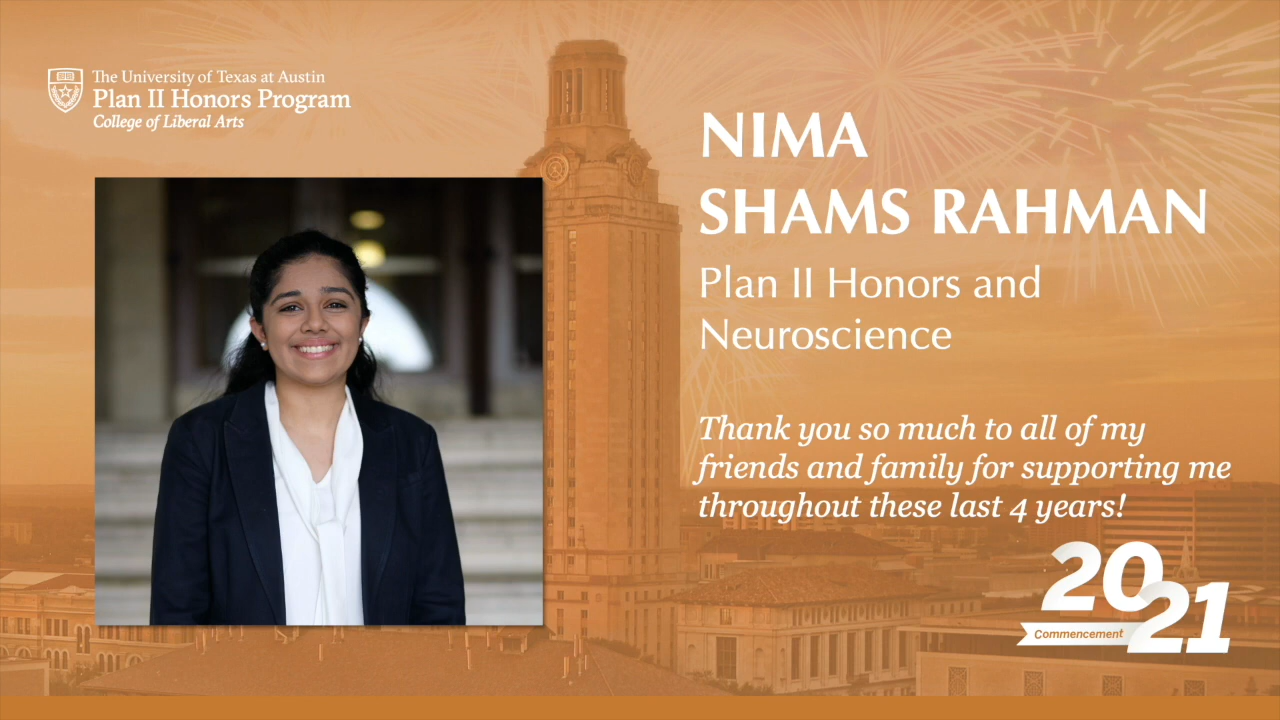 The University of Texas at Austin
Plan II Honors Program
College of Liberal Arts
NIMA
SHAMS RAHMAN
Plan II Honors and
Neuroscience
Thank you so much to all of my
friends and family for supporting me
throughout these last 4 years!
2021
Commencement